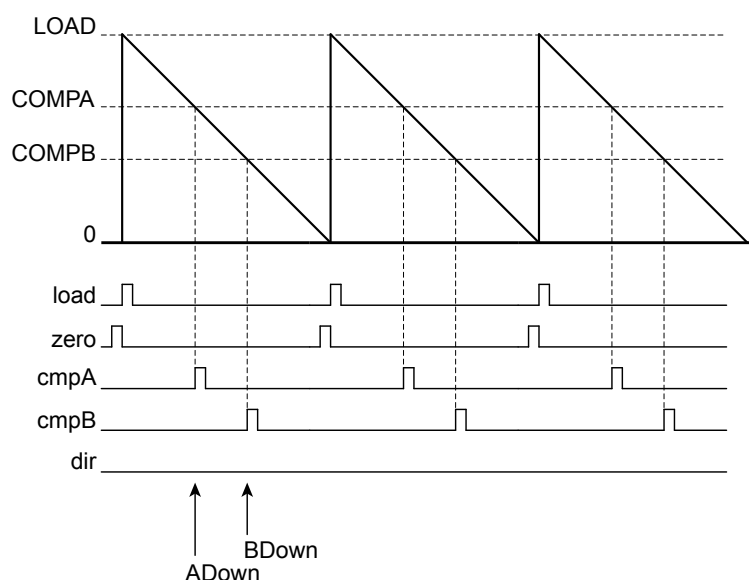 LOAD
COMPA
COMPB
0
load
zero
cmpA
cmpB
dir
BDown
ADown